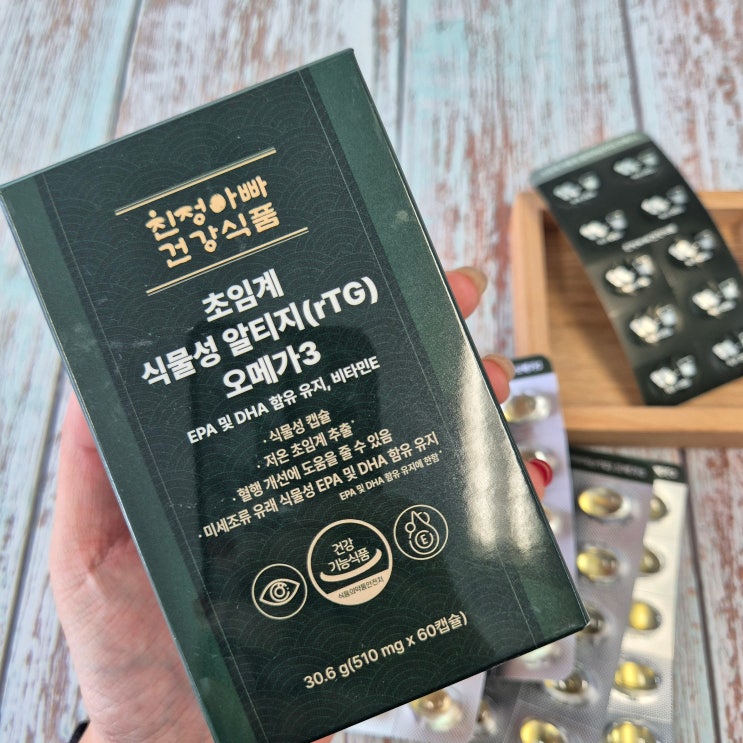 친정아빠
건강식품
초임계
식물성 알티지(rTG)
오메가3
EPA 및 DHA 함유 유지, 비타민E
· 식물성 캡슐
· 저온 초임계 추출
· 혈행 개선에 도움을 줄 수 있음
· 미세조류 유래 식물성 EPA 및 DHA 함유 유지
EPA 및 DHA 함유 유지에 한함
건강
기능식품
식품의약품안전처
E
30.6 g(510 mg x 60캡슐)